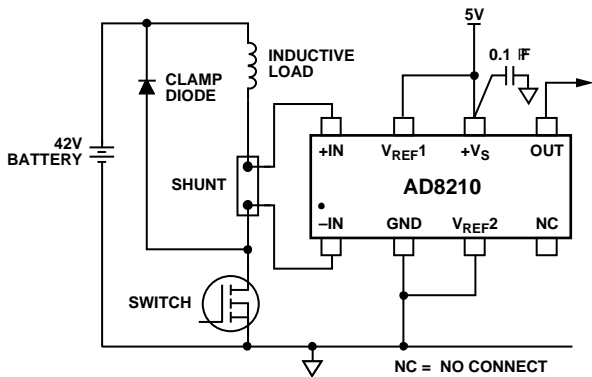 5V
0.1 F
INDUCTIVE
LOAD
CLAMP
DIODE
42V
BATTERY
SHUNT
+IN
VREF1
+VS
OUT
AD8210
–IN
GND
VREF2
NC
SWITCH
NC = NO CONNECT